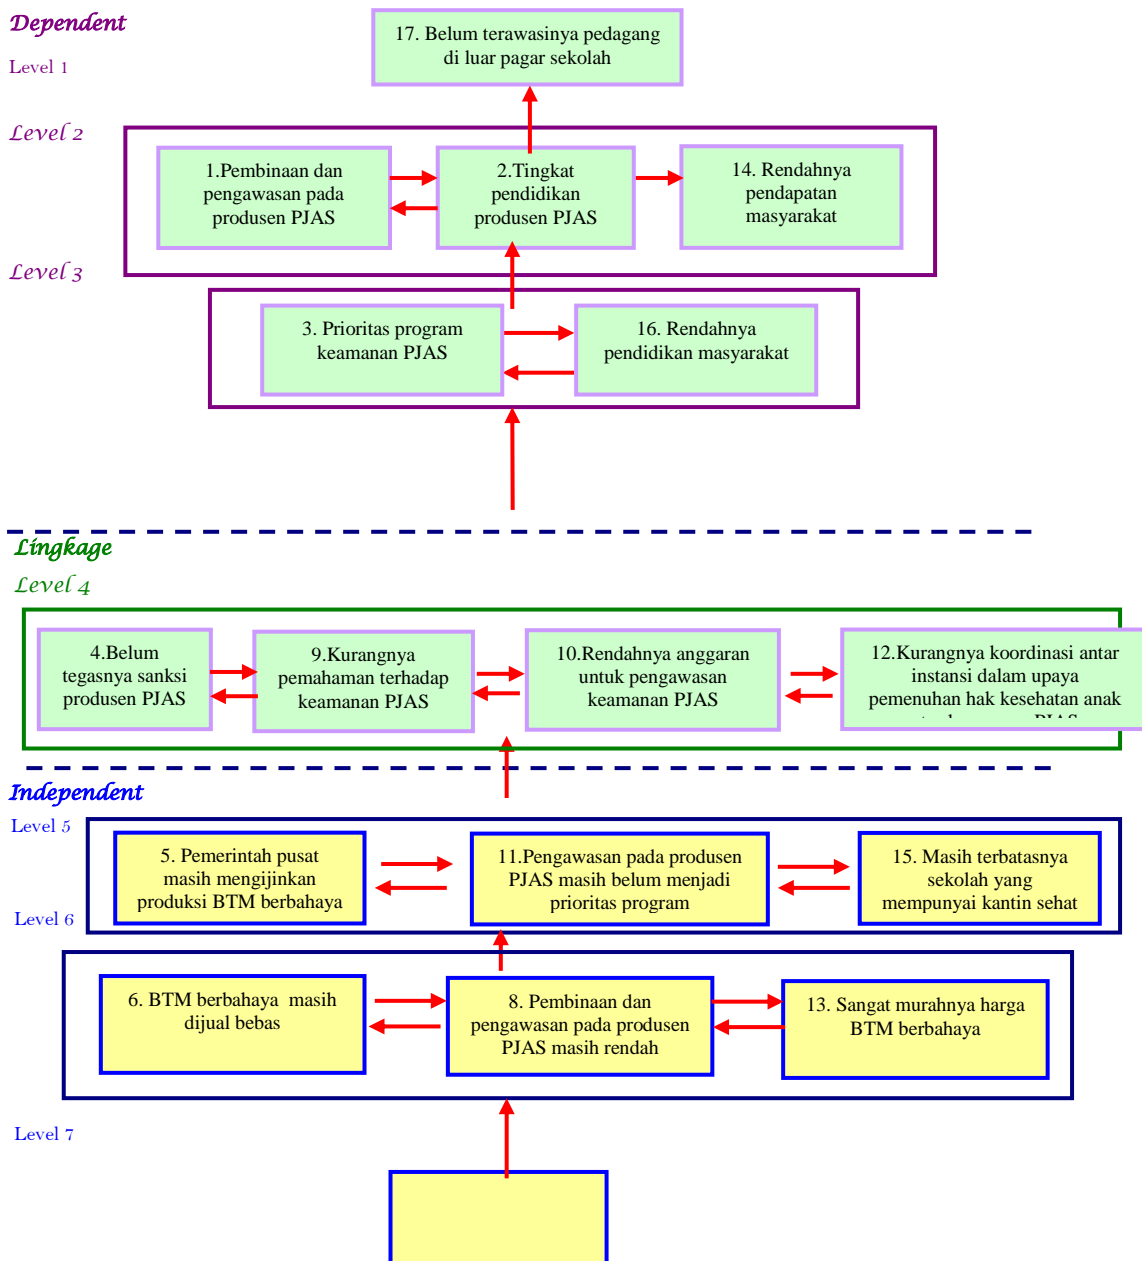 Dependent
17. Belum terawasinya pedagang
di luar pagar sekolah
Level 1
Level 2
1.Pembinaan dan
pengawasan pada
produsen PJAS
2.Tingkat
pendidikan
produsen PJAS
14. Rendahnya
pendapatan
masyarakat
Level 3
3. Prioritas program
keamanan PJAS
16. Rendahnya
pendidikan masyarakat
Lingkage
Level 4
4.Belum
tegasnya sanksi
produsen PJAS
9.Kurangnya
pemahaman terhadap
keamanan PJAS
10.Rendahnya anggaran
untuk pengawasan
keamanan PJAS
12.Kurangnya koordinasi antar
instansi dalam upaya
pemenuhan hak kesehatan anak
Independent
Level 5
5. Pemerintah pusat
masih mengijinkan
produksi BTM berbahaya
11.Pengawasan pada produsen
PJAS masih belum menjadi
prioritas program
15. Masih terbatasnya
sekolah yang
mempunyai kantin sehat
Level 6
6. BTM berbahaya masih
dijual bebas
8. Pembinaan dan
pengawasan pada produsen
PJAS masih rendah
13. Sangat murahnya harga
BTM berbahaya
Level 7